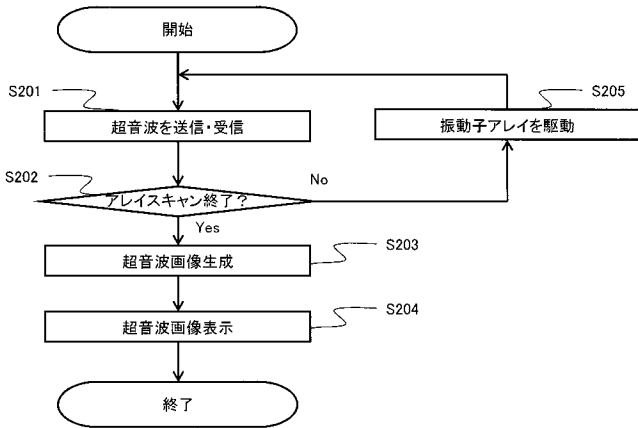 開始
S201
S205
超音波を送信・受信
振動子アレイを駆動
S202
No
アレイスキャン終了?
Yes
S203
超音波画像生成
S204
超音波画像表示
終了